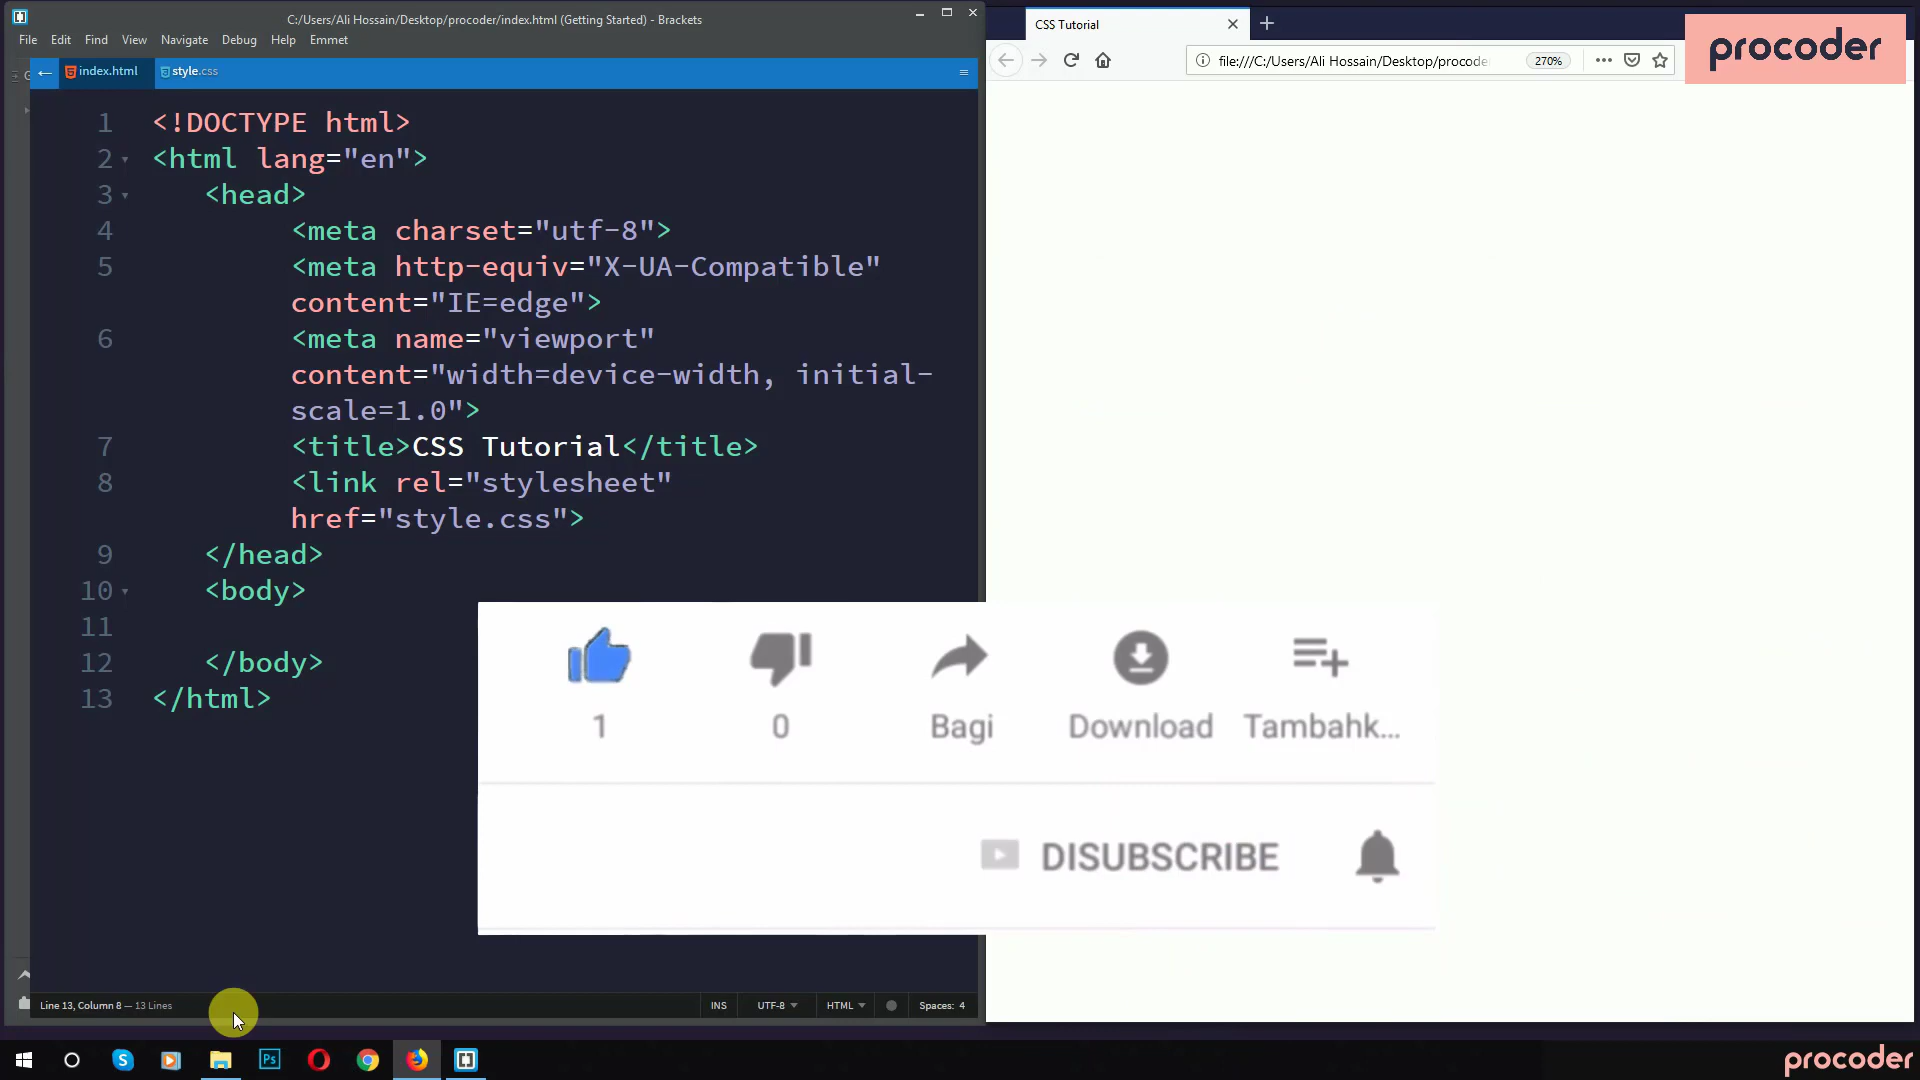 C:/Users/Ali Hossain/Desktop/procoder/index.html (Getting Started) - Brackets
File Edit Find View Navigate Debug Help Emmet
index.html style.css
1 <!DOCTYPE html>
2 <html lang="en">
3 <head>
4 <meta charset="utf-8">
5 <meta http-equiv="X-UA-Compatible"
content="IE=edge">
6 <meta name="viewport"
content="width=device-width, initial-
scale=1.0">
7 <title>CSS Tutorial</title>
8 <link rel="stylesheet"
href="style.css">
9 </head>
10 <body>
11
12 </body>
13 </html>
Line 13, Column 8 — 13 Lines
INS UTF-8 HTML Spaces: 4
CSS Tutorial
file:///C:/Users/Ali Hossain/Desktop/procode 270%
procoder
1 0 Bagi Download Tambahk...
DISUBSCRIBE
Ps
procoder